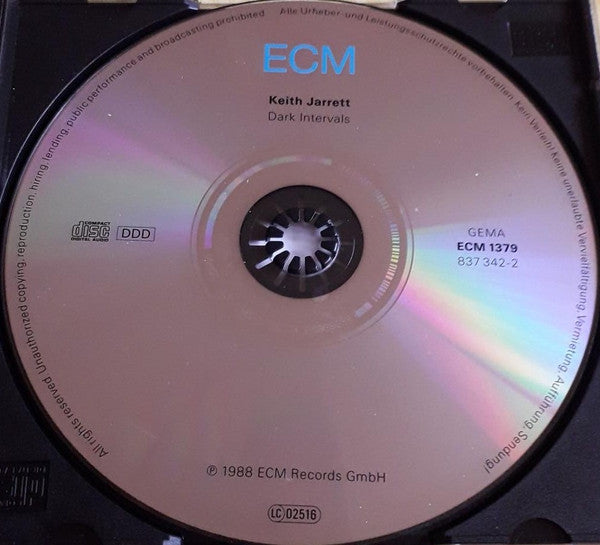 ECM
Keith Jarrett
Dark Intervals
COMPACT
disc
DIGITAL AUDIO
DDD
GEMA
ECM 1379
837 342-2
℗ 1988 ECM Records GmbH
LC 02516
All rights reserved. Unauthorized copying, reproduction, hiring, lending, public performance and broadcasting prohibited
Alle Urheber- und Leistungsschutzrechte vorbehalten. Kein Verleih! Keine unerlaubte Vervielfältigung, Vermietung, Aufführung, Sendung!